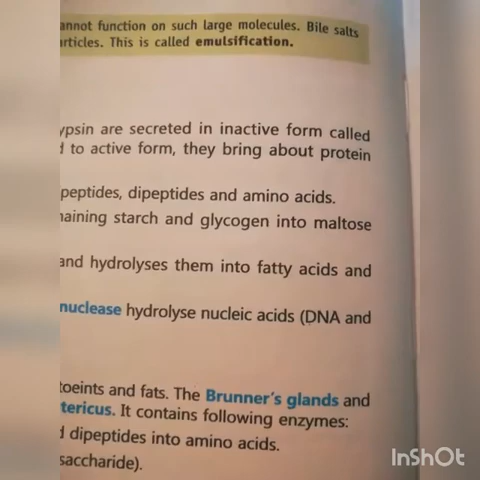 annot function on such large molecules. Bile salts
articles. This is called emulsification.
ypsin are secreted in inactive form called
d to active form, they bring about protein
peptides, dipeptides and amino acids.
naining starch and glycogen into maltose
and hydrolyses them into fatty acids and
nuclease hydrolyse nucleic acids (DNA and
toeints and fats. The Brunner's glands and
tericus. It contains following enzymes:
d dipeptides into amino acids.
saccharide).
InShOt